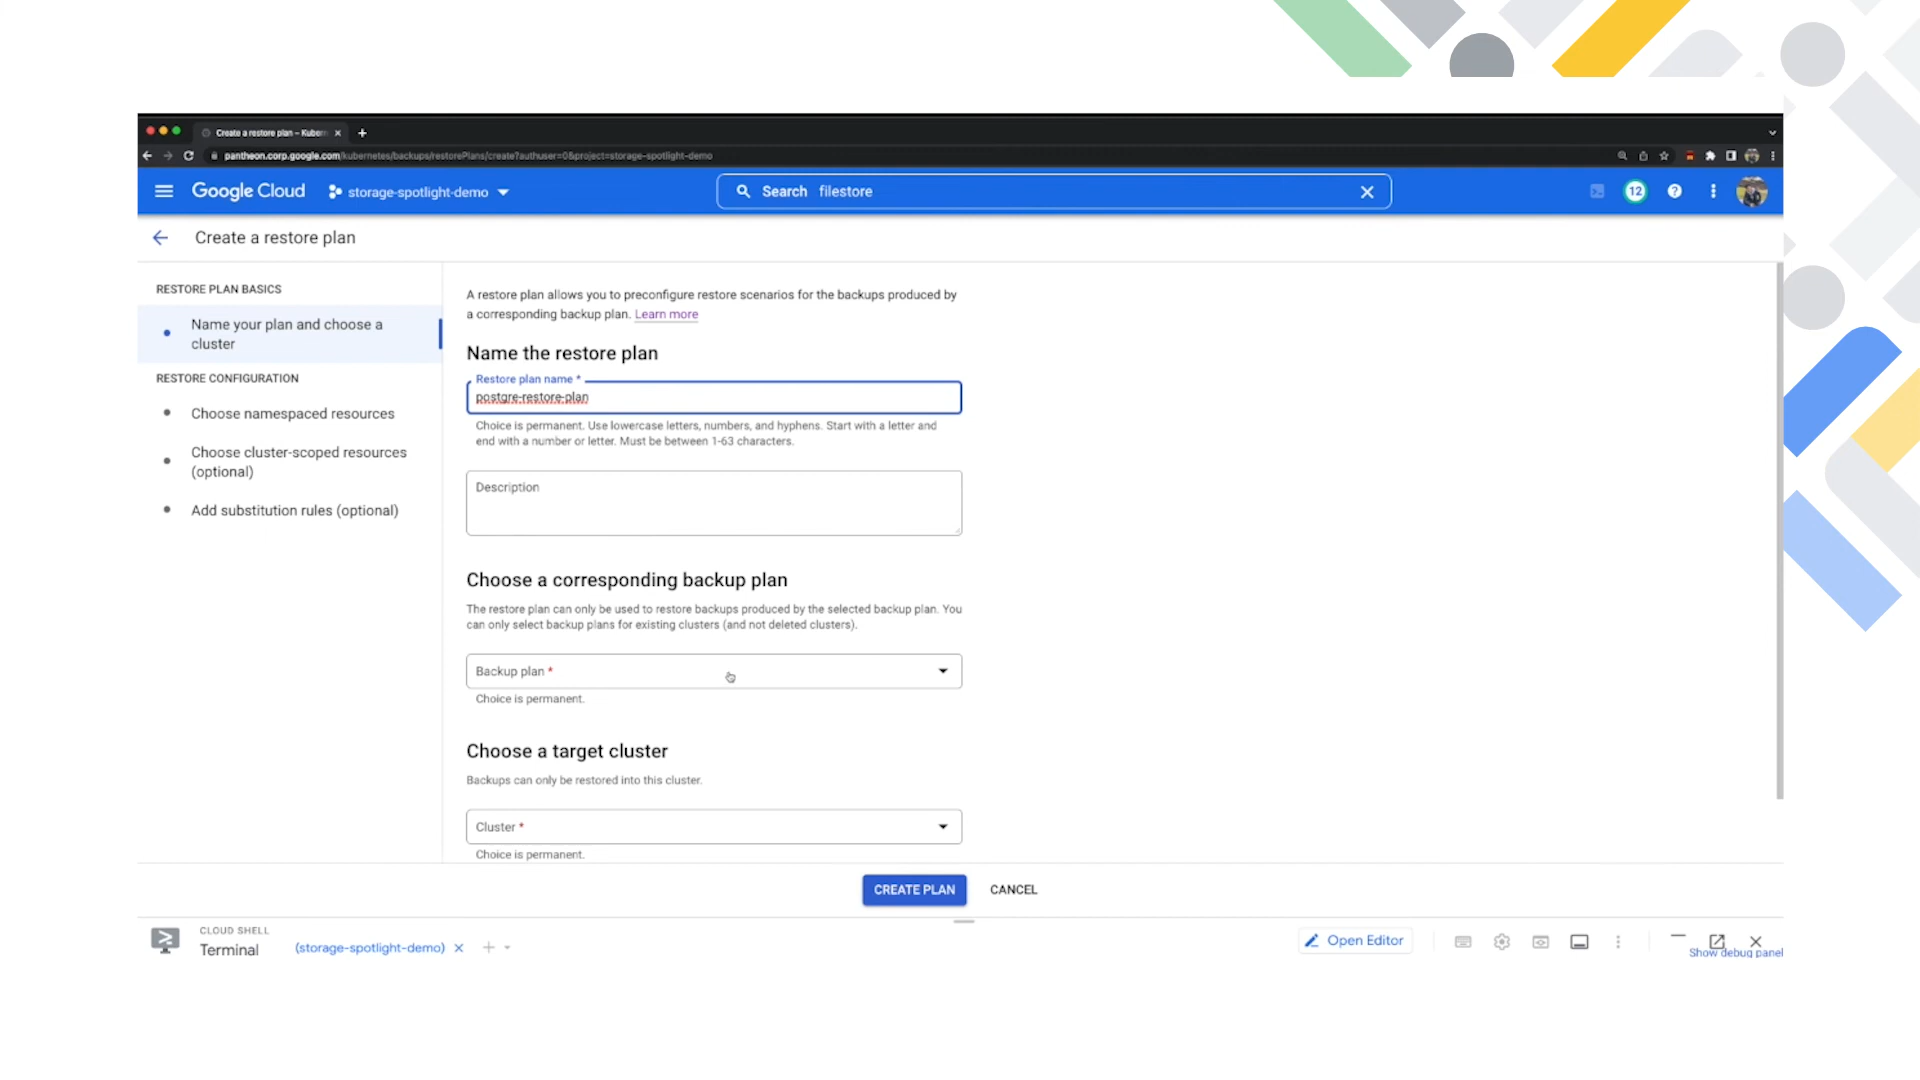 Create a restore plan – Kubern
pantheon.corp.google.com/kubernetes/backups/restorePlans/create?authuser=0&project=storage-spotlight-demo
Google Cloud storage-spotlight-demo Search filestore 12
Create a restore plan
RESTORE PLAN BASICS
Name your plan and choose a
cluster
RESTORE CONFIGURATION
Choose namespaced resources
Choose cluster-scoped resources
(optional)
Add substitution rules (optional)
A restore plan allows you to preconfigure restore scenarios for the backups produced by
a corresponding backup plan. Learn more
Name the restore plan
Restore plan name *
postgre-restore-plan
Choice is permanent. Use lowercase letters, numbers, and hyphens. Start with a letter and
end with a number or letter. Must be between 1-63 characters.
Description
Choose a corresponding backup plan
The restore plan can only be used to restore backups produced by the selected backup plan. You
can only select backup plans for existing clusters (and not deleted clusters).
Backup plan *
Choice is permanent.
Choose a target cluster
Backups can only be restored into this cluster.
Cluster *
Choice is permanent.
CREATE PLAN CANCEL
CLOUD SHELL
Terminal (storage-spotlight-demo) Open Editor
Show debug panel